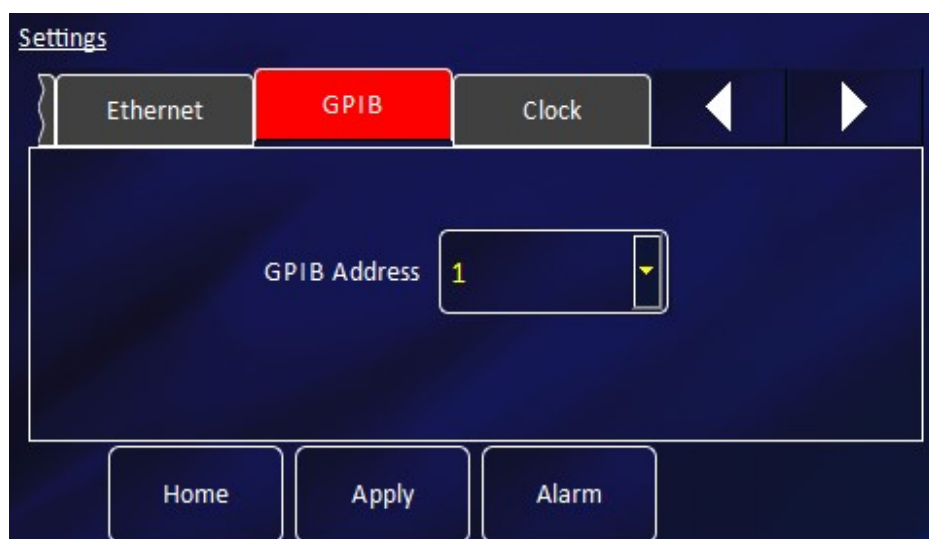 Settings
Ethernet GPIB Clock
GPIB Address 1
Home Apply Alarm